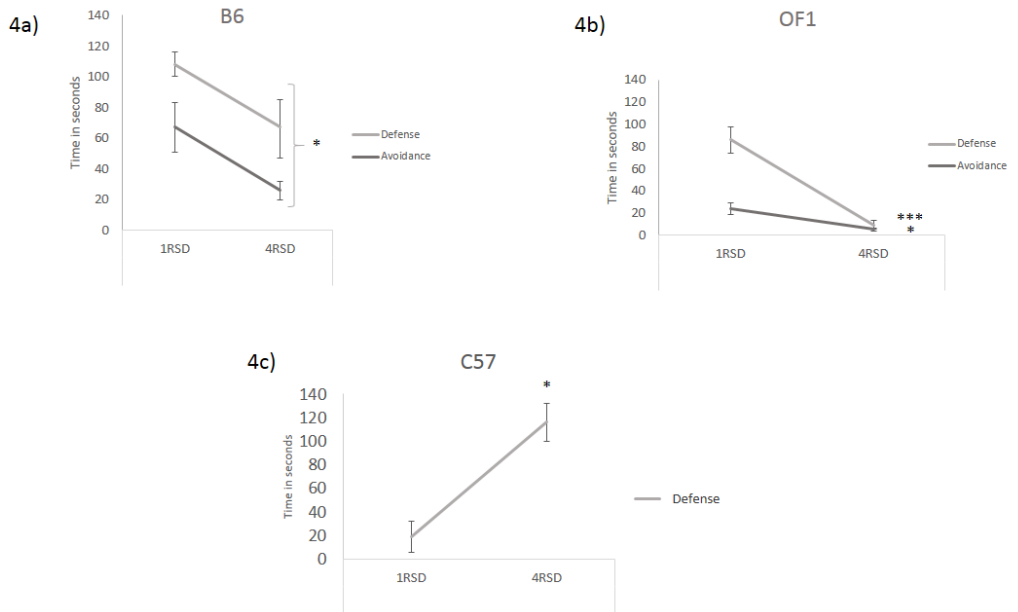 4a)
B6
140
120
100
80
60
40
20
0
Time in seconds
1RSD
4RSD
*
Defense
Avoidance
4b)
OF1
140
120
100
80
60
40
20
0
Time in seconds
1RSD
4RSD
Defense
Avoidance
***
*
4c)
C57
140
120
100
80
60
40
20
0
Time in seconds
1RSD
4RSD
*
Defense